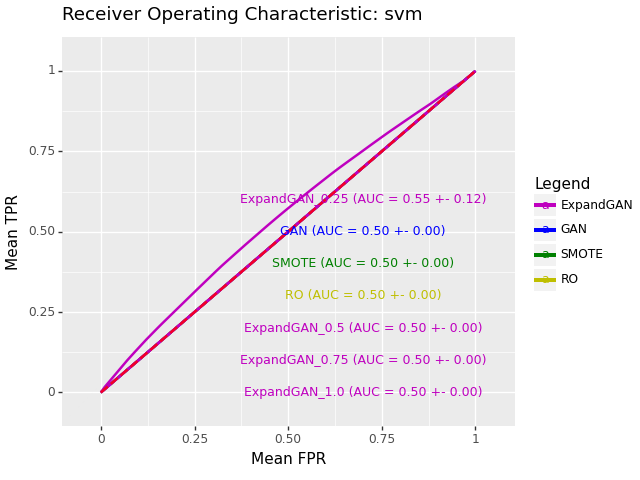 Receiver Operating Characteristic: svm
1
0.75
0.50
0.25
0
Mean TPR
ExpandGAN_0.25 (AUC = 0.55 +- 0.12)
GAN (AUC = 0.50 +- 0.00)
SMOTE (AUC = 0.50 +- 0.00)
RO (AUC = 0.50 +- 0.00)
ExpandGAN_0.5 (AUC = 0.50 +- 0.00)
ExpandGAN_0.75 (AUC = 0.50 +- 0.00)
ExpandGAN_1.0 (AUC = 0.50 +- 0.00)
0 0.25 0.50 0.75 1
Mean FPR
Legend
a ExpandGAN
a GAN
a SMOTE
a RO